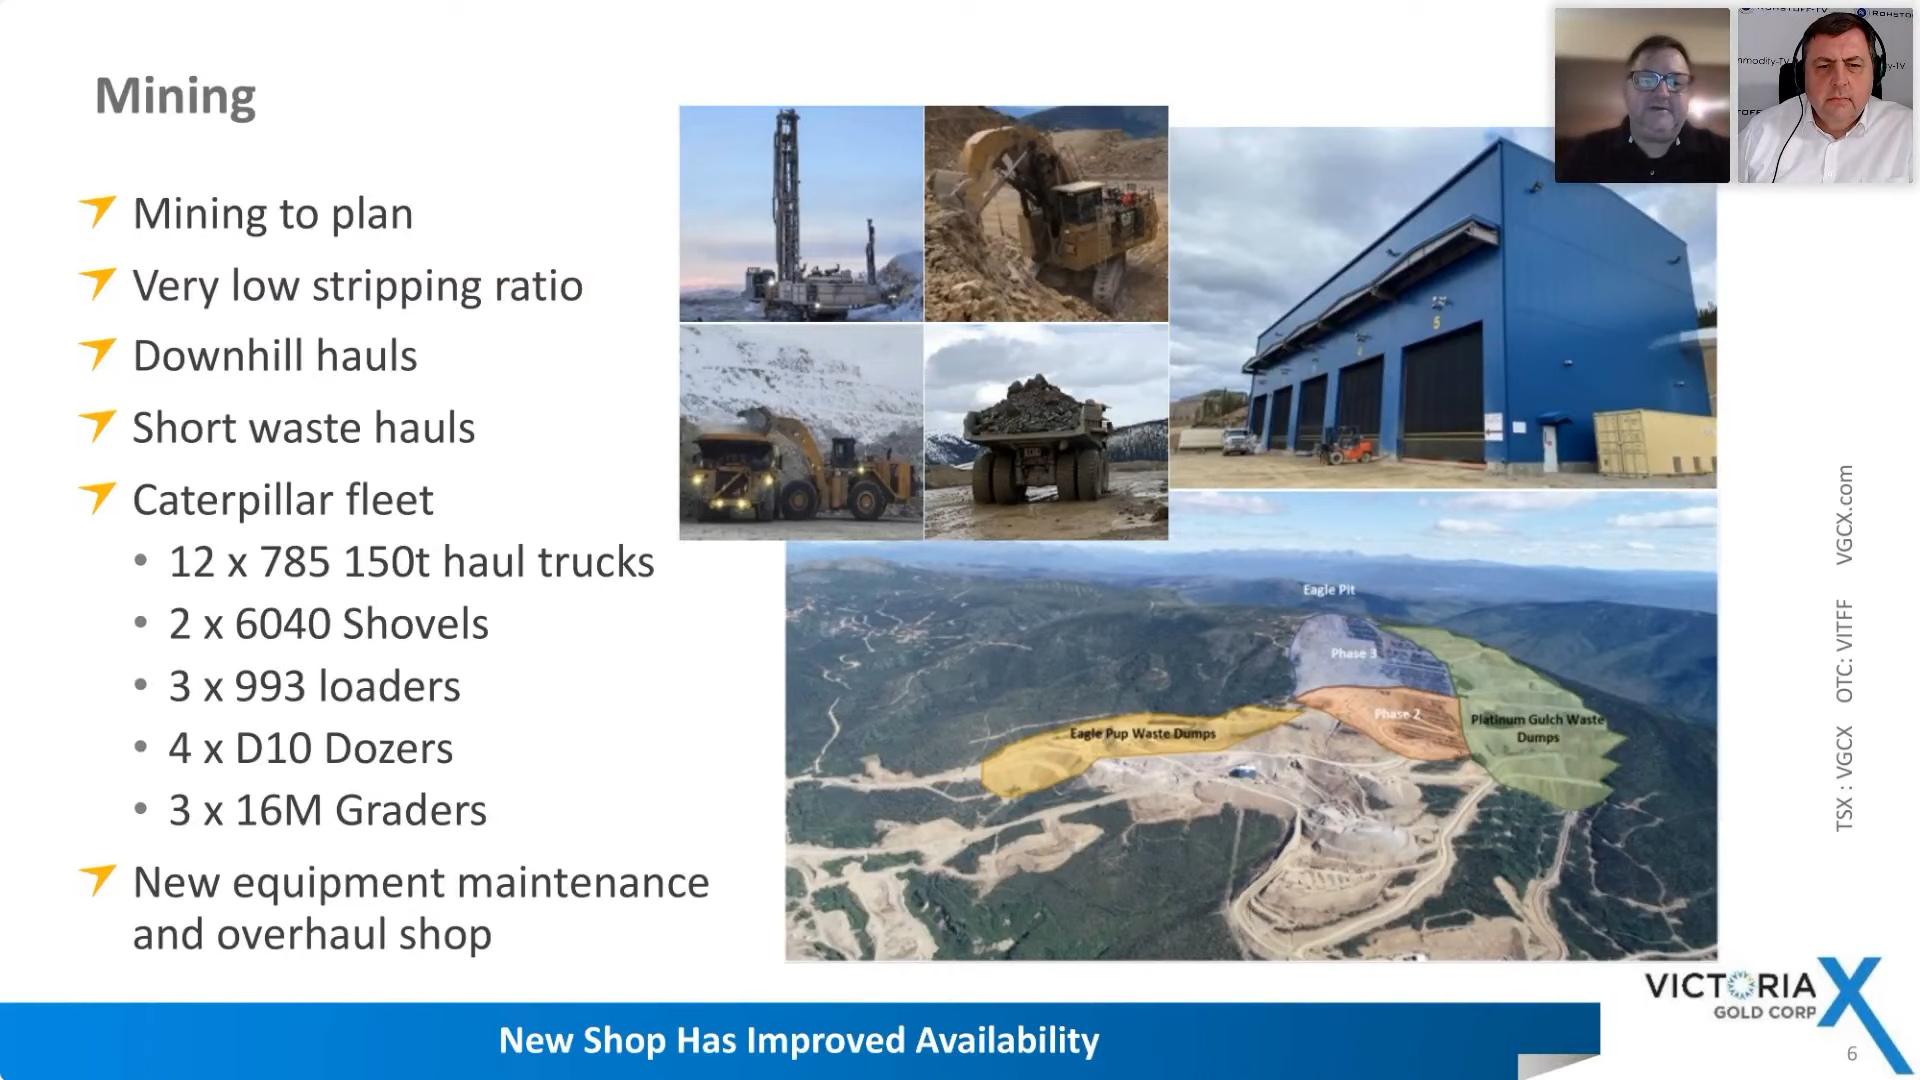 Mining
Mining to plan
Very low stripping ratio
Downhill hauls
Short waste hauls
Caterpillar fleet
• 12 x 785 150t haul trucks
• 2 x 6040 Shovels
• 3 x 993 loaders
• 4 x D10 Dozers
• 3 x 16M Graders
New equipment maintenance
and overhaul shop
5
Eagle Pit
Phase 3
Phase 2
Eagle Pup Waste Dumps
Platinum Gulch Waste
Dumps
TSX : VGCX OTC: VITFF VGCX.com
New Shop Has Improved Availability
VICTORIA
GOLD CORP
6